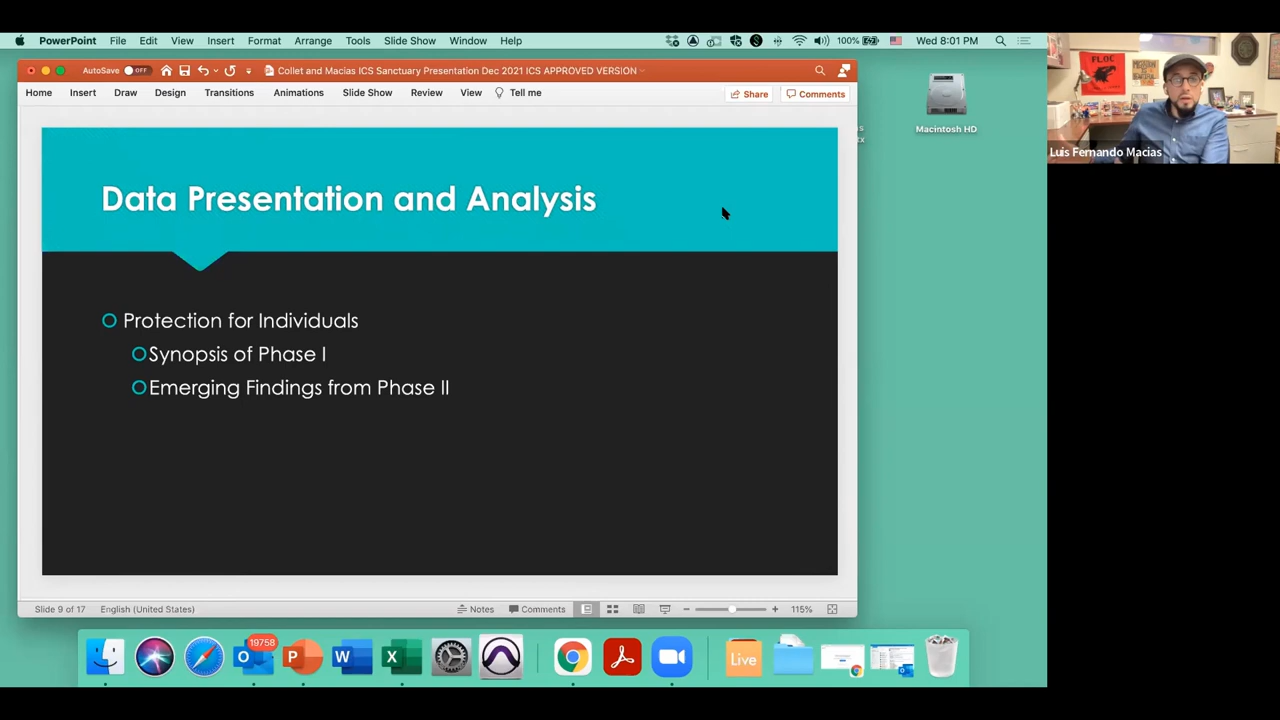 PowerPoint File Edit View Insert Format Arrange Tools Slide Show Window Help 100% Wed 8:01 PM
AutoSave OFF Collet and Macias ICS Sanctuary Presentation Dec 2021 ICS APPROVED VERSION
Home Insert Draw Design Transitions Animations Slide Show Review View Tell me Share Comments
Macintosh HD
FLOC
Luis Fernando Macias
Data Presentation and Analysis
Protection for Individuals
Synopsis of Phase I
Emerging Findings from Phase II
Slide 9 of 17 English (United States) Notes Comments 115%
19758
Live